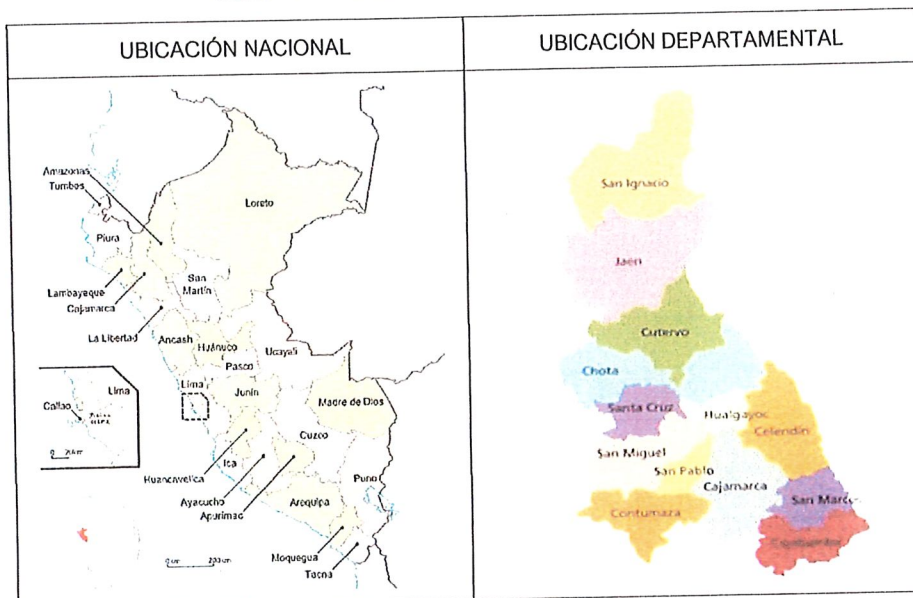 UBICACIÓN NACIONAL
UBICACIÓN DEPARTAMENTAL
Amazonas
Tumbes
Loreto
Piura
San
Martín
Lambayeque
Cajamarca
La Libertad
Ancash
Huánuco
Ucayali
Pasco
Lima
Lima
Callao
Junín
Madre de Dios
Cuzco
Ica
Huancavelica
Puno
Ayacucho
Apurímac
Arequipa
Moquegua
Tacna
San Ignacio
Jaén
Cutervo
Chota
Santa Cruz
Hualgayoc
Celendín
San Miguel
San Pablo
Cajamarca
San Marc
Contumaza